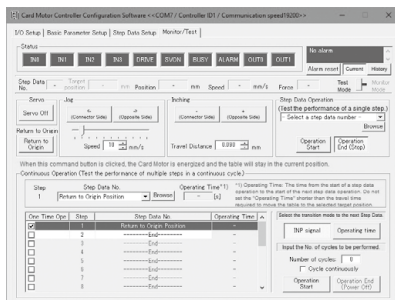 Card Motor Controller Configuration Software <<COM7 / Controller ID1 / Communication speed19200>>
I/O Setup | Basic Parameter Setup | Step Data Setup | Monitor/Test
Status
IN0 IN1 IN2 IN3 DRIVE SVON BUSY ALARM OUT0 OUT1
No alarm
Alarm reset Current History
Step Data No. - Target position - mm Position - mm Speed - mm/s Force - Test Mode Monitor Mode
Servo
Servo Off
Return to Origin
Return to Origin
Jog
(Connector Side) (Opposite Side)
Speed 10 mm/s
Inching
(Connector Side) (Opposite Side)
Travel Distance 0.080 mm
Step Data Operation
(Test the performance of a single step.)
- Select a step data number -
Browse
Operation Start Operation End (Stop)
When this command button is clicked, the Card Motor is energized and the table will stay in the current position.
Continuous Operation (Test the performance of multiple steps in a continuous cycle.)
Step Step Data No. Operating Time*1)
1 Return to Origin Position Browse - [s]
*1) Operating Time: The time from the start of a step data
operation to the start of the next step data operation. Do not
set the "Operating Time" shorter than the travel time
required to move the table to the selected target position.
One Time Ope Step Step Data No. Operating Time
1 Return to Origin Position -
2 --------End-------- -
3 --------End-------- -
4 --------End-------- -
5 --------End-------- -
6 --------End-------- -
7 --------End-------- -
8 --------End-------- -
Select the transition mode to the next Step Data.
INP signal Operating time
Input the No. of cycles to be performed.
Number of cycles: 0
Cycle continuously
Operation Start Operation End (Power Off)